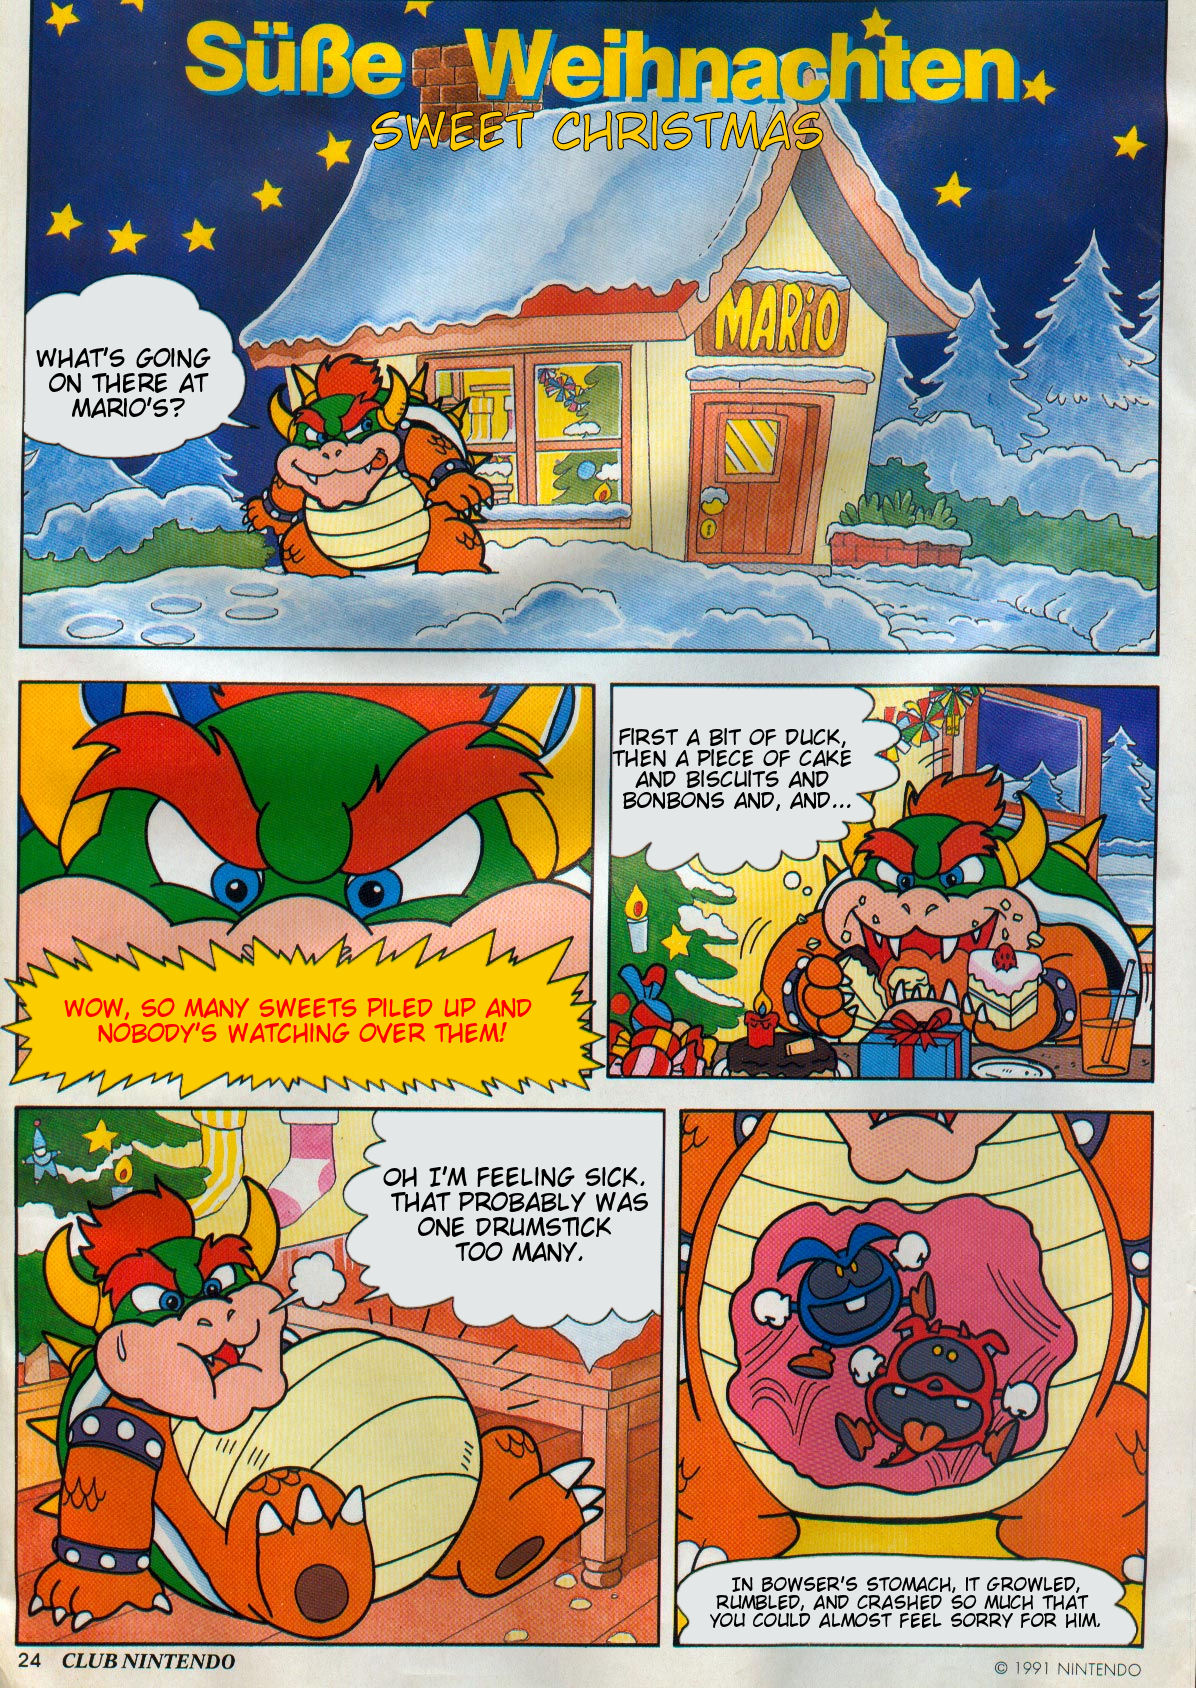 Süße Weihnachten
SWEET CHRISTMAS
MARIO
WHAT'S GOING
ON THERE AT
MARIO'S?
WOW, SO MANY SWEETS PILED UP AND
NOBODY'S WATCHING OVER THEM!
FIRST A BIT OF DUCK,
THEN A PIECE OF CAKE
AND BISCUITS AND
BONBONS AND, AND...
OH I'M FEELING SICK.
THAT PROBABLY WAS
ONE DRUMSTICK
TOO MANY.
IN BOWSER'S STOMACH, IT GROWLED,
RUMBLED, AND CRASHED SO MUCH THAT
YOU COULD ALMOST FEEL SORRY FOR HIM.
24 CLUB NINTENDO
© 1991 NINTENDO